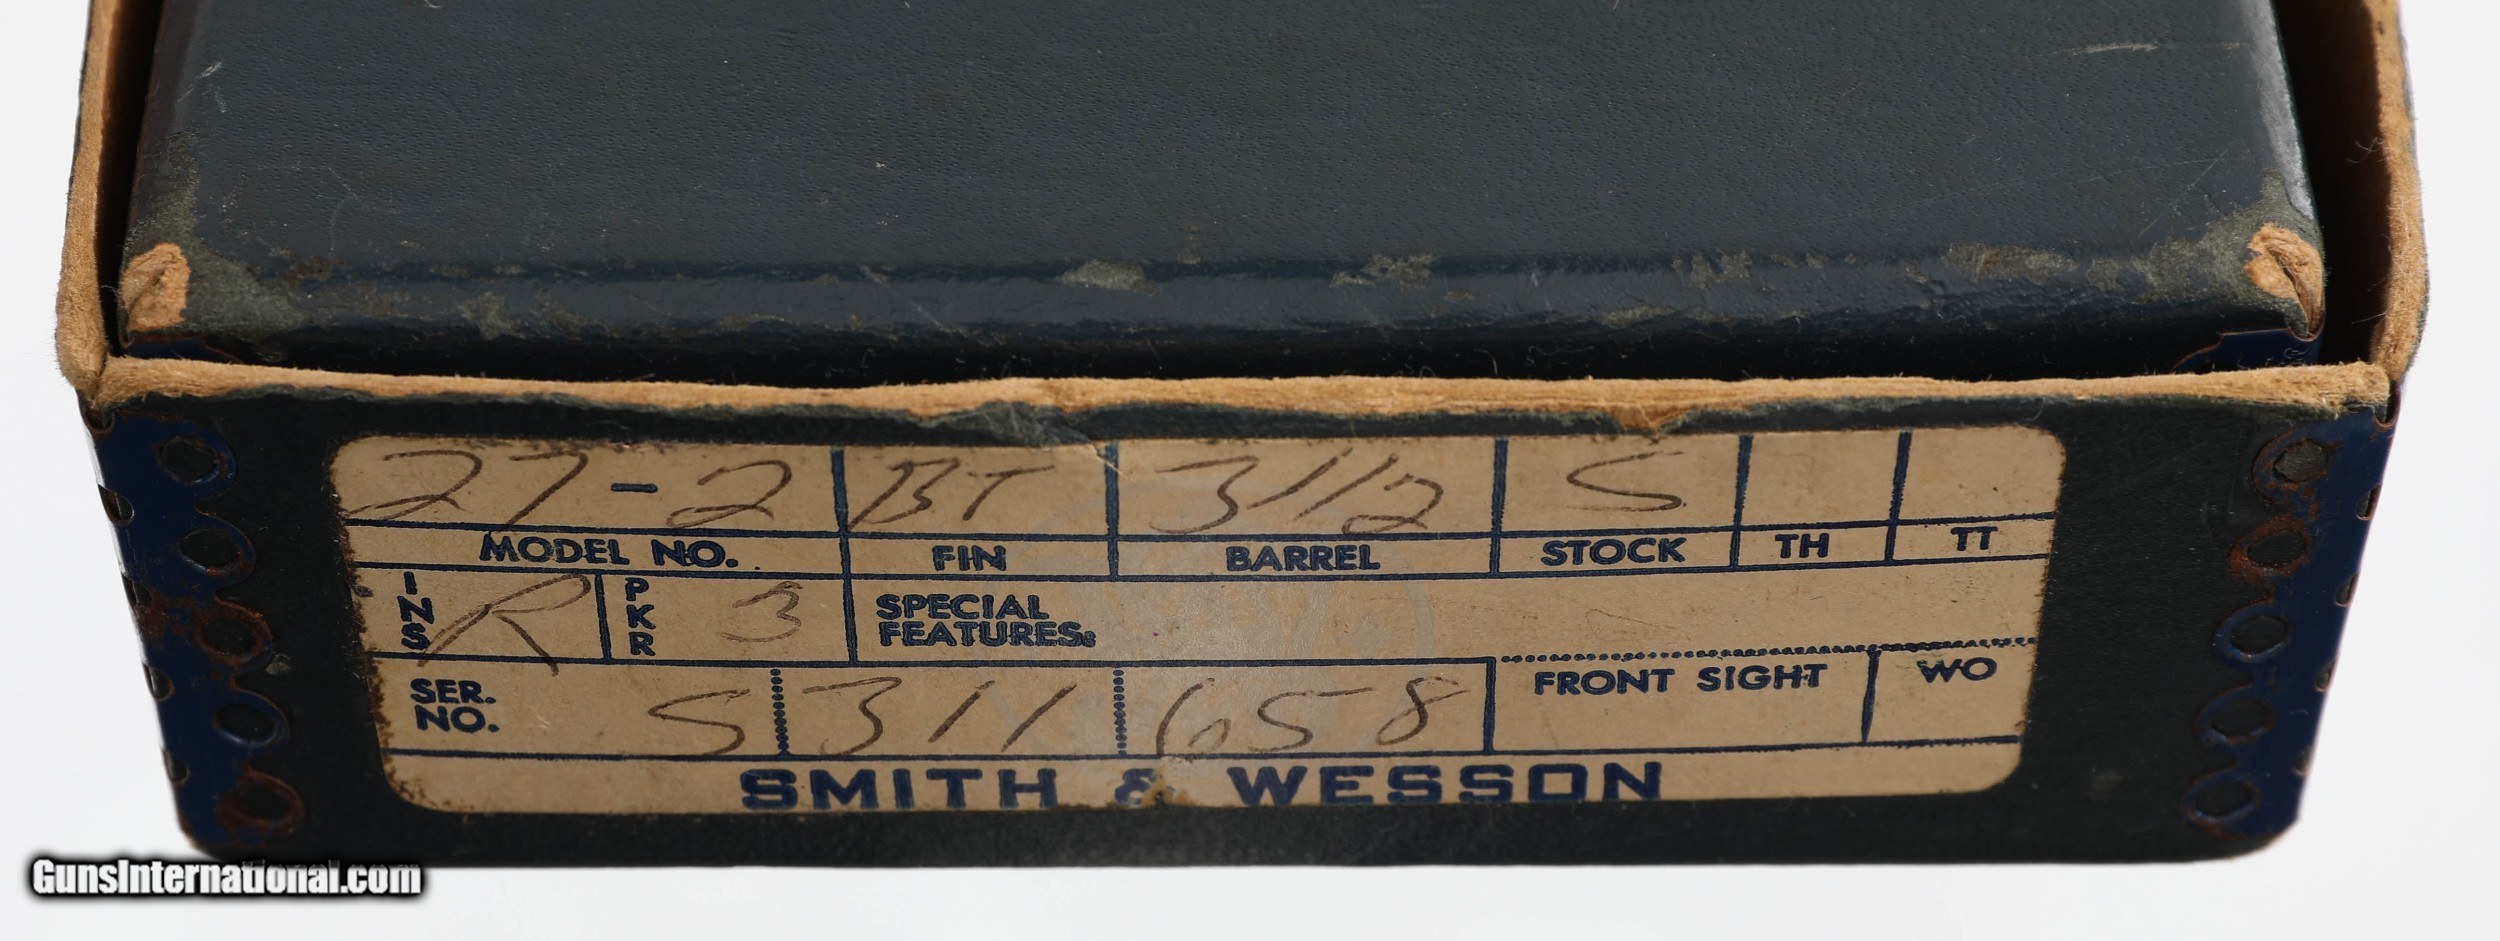 27-2 BT 3 1/2 S
MODEL NO. FIN BARREL STOCK TH TT
INS R PKR 3 SPECIAL
FEATURES:
SER. NO. S 311 658 FRONT SIGHT WO
SMITH & WESSON
GunsInternational.com